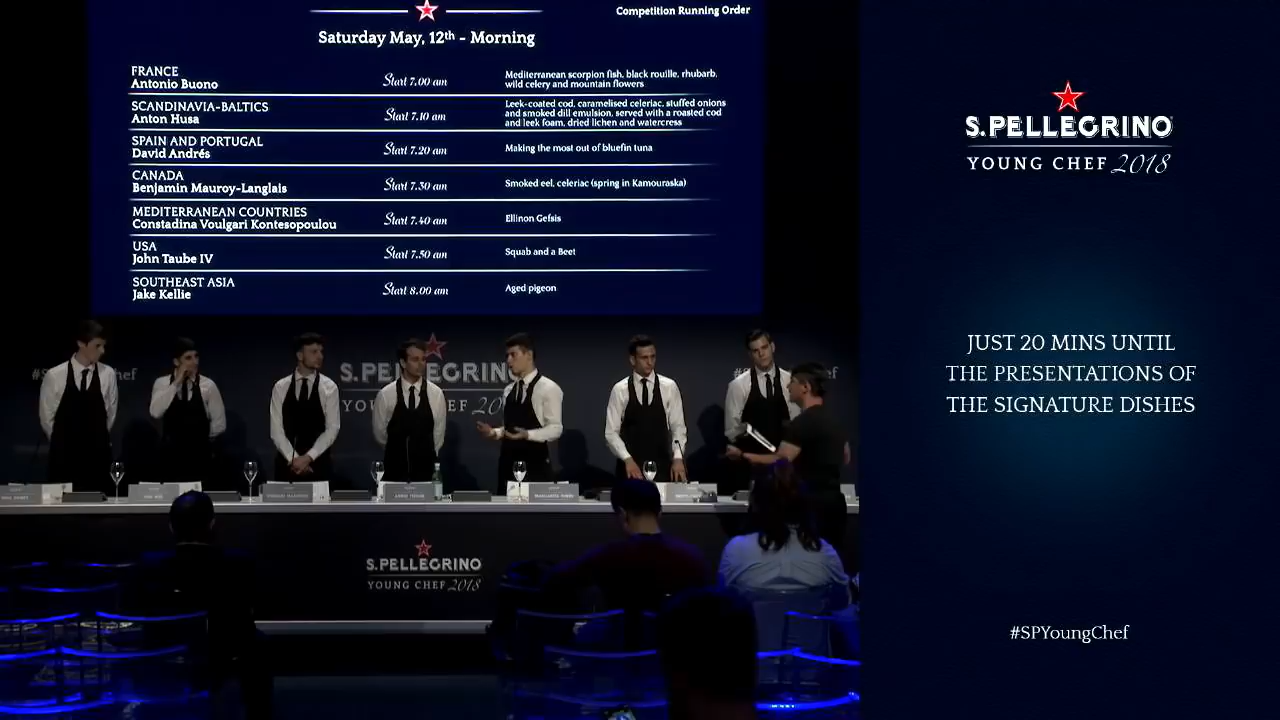 Competition Running Order
Saturday May, 12th - Morning
FRANCE
Antonio Buono
Start 7.00 am
Mediterranean scorpion fish, black rouille, rhubarb,
wild celery and mountain flowers
SCANDINAVIA-BALTICS
Anton Husa
Start 7.10 am
Leek-coated cod, caramelised celeriac, stuffed onions
and smoked dill emulsion, served with a roasted cod
and leek foam, dried lichen and watercress
SPAIN AND PORTUGAL
David Andrés
Start 7.20 am
Making the most out of bluefin tuna
CANADA
Benjamin Mauroy-Langlais
Start 7.30 am
Smoked eel, celeriac (spring in Kamouraska)
MEDITERRANEAN COUNTRIES
Constadina Voulgari Kontesopoulou
Start 7.40 am
Ellinon Gefsis
USA
John Taube IV
Start 7.50 am
Squab and a Beet
SOUTHEAST ASIA
Jake Kellie
Start 8.00 am
Aged pigeon
S.PELLEGRINO
YOUNG CHEF 2018
JUST 20 MINS UNTIL
THE PRESENTATIONS OF
THE SIGNATURE DISHES
#SPYoungChef
S.PELLEGRINO
YOUNG CHEF 2018